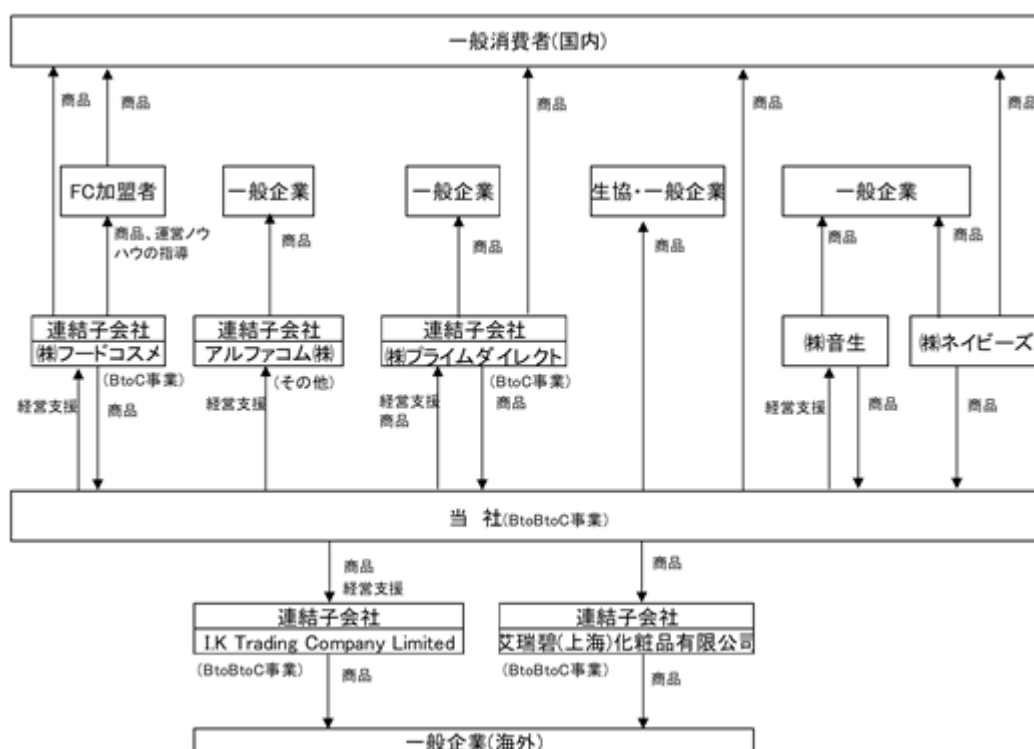 一般消費者(国内)
商品
商品
商品
商品
商品
FC加盟者
一般企業
一般企業
生協・一般企業
一般企業
商品、運営ノウ
ハウの指導
商品
商品
商品
商品
商品
連結子会社
㈱フードコスメ
連結子会社
アルファコム㈱
連結子会社
㈱プライムダイレクト
㈱音生
㈱ネイビーズ
(BtoC事業)
(その他)
(BtoC事業)
経営支援
商品
経営支援
経営支援
商品
商品
経営支援
商品
商品
当 社(BtoBtoC事業)
商品
経営支援
商品
連結子会社
I.K Trading Company Limited
連結子会社
艾瑞碧(上海)化粧品有限公司
(BtoBtoC事業)
商品
(BtoBtoC事業)
商品
一般企業(海外)